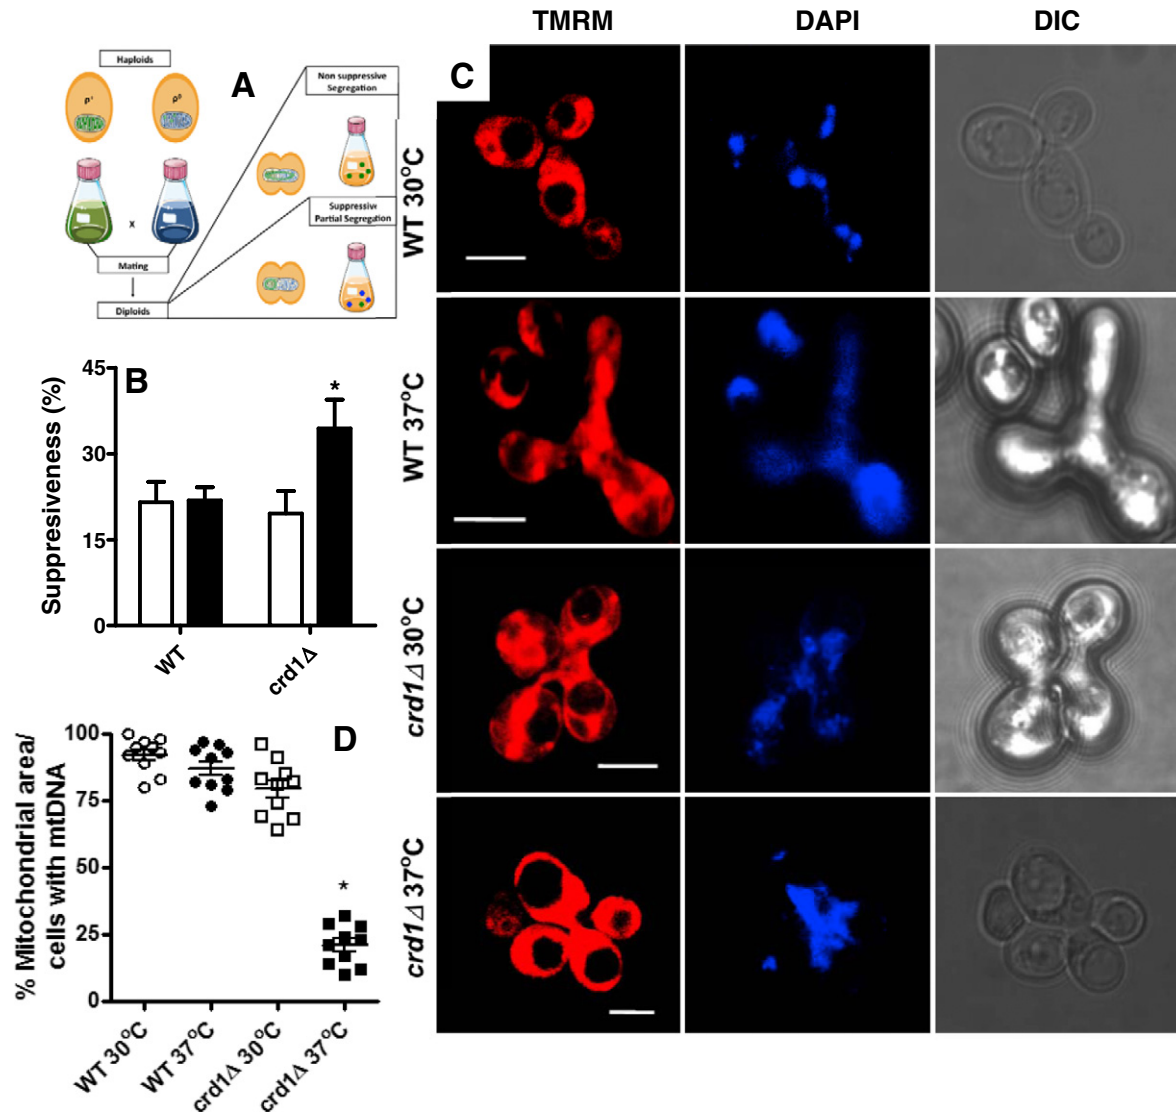 TMRM
DAPI
DIC
A
Haploids
ρ⁺
ρ⁰
X
Mating
Diploids
Non suppressive
Segregation
Suppressive
Partial Segregation
C
WT 30°C
WT 37°C
crd1Δ 30°C
crd1Δ 37°C
B
Suppresiveness (%)
45
30
15
0
*
WT
crd1Δ
D
% Mitochondrial area/
cells with mtDNA
100
75
50
25
0
*
WT 30°C
WT 37°C
crd1Δ 30°C
crd1Δ 37°C